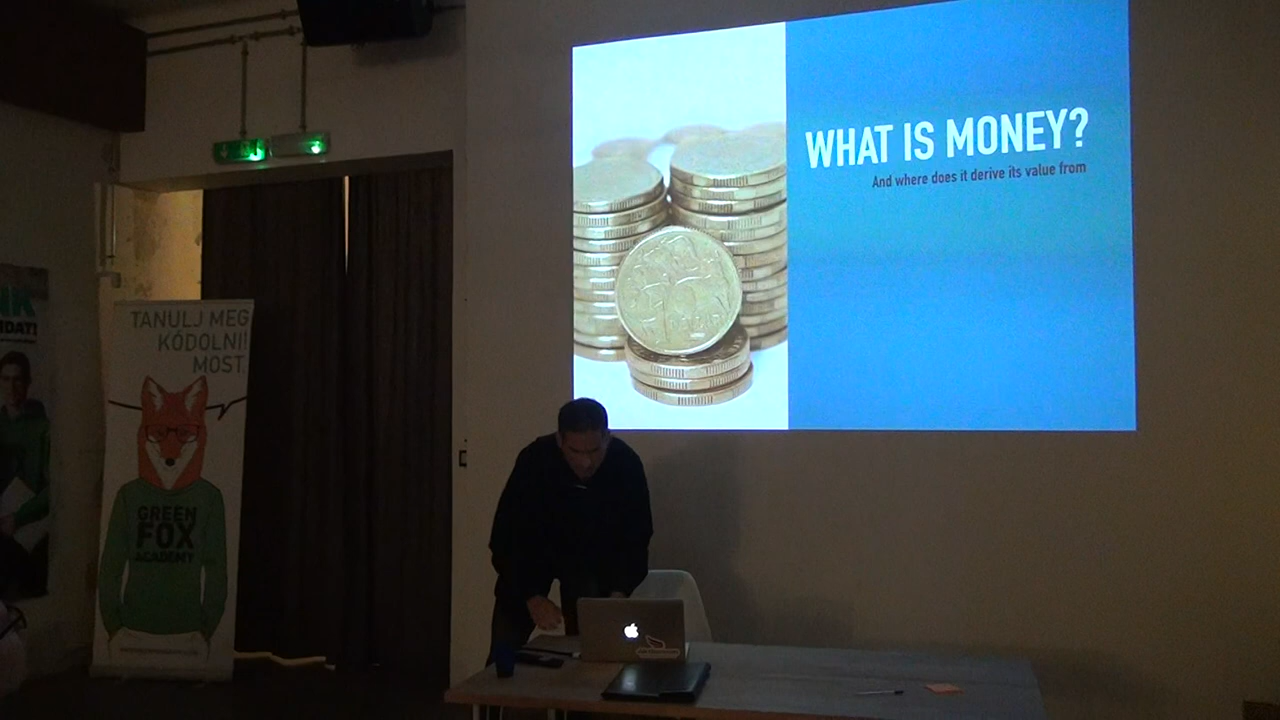 WHAT IS MONEY?
And where does it derive its value from
TANULJ MEG
KÓDOLNI!
MOST.
GREEN
FOX
ACADEMY